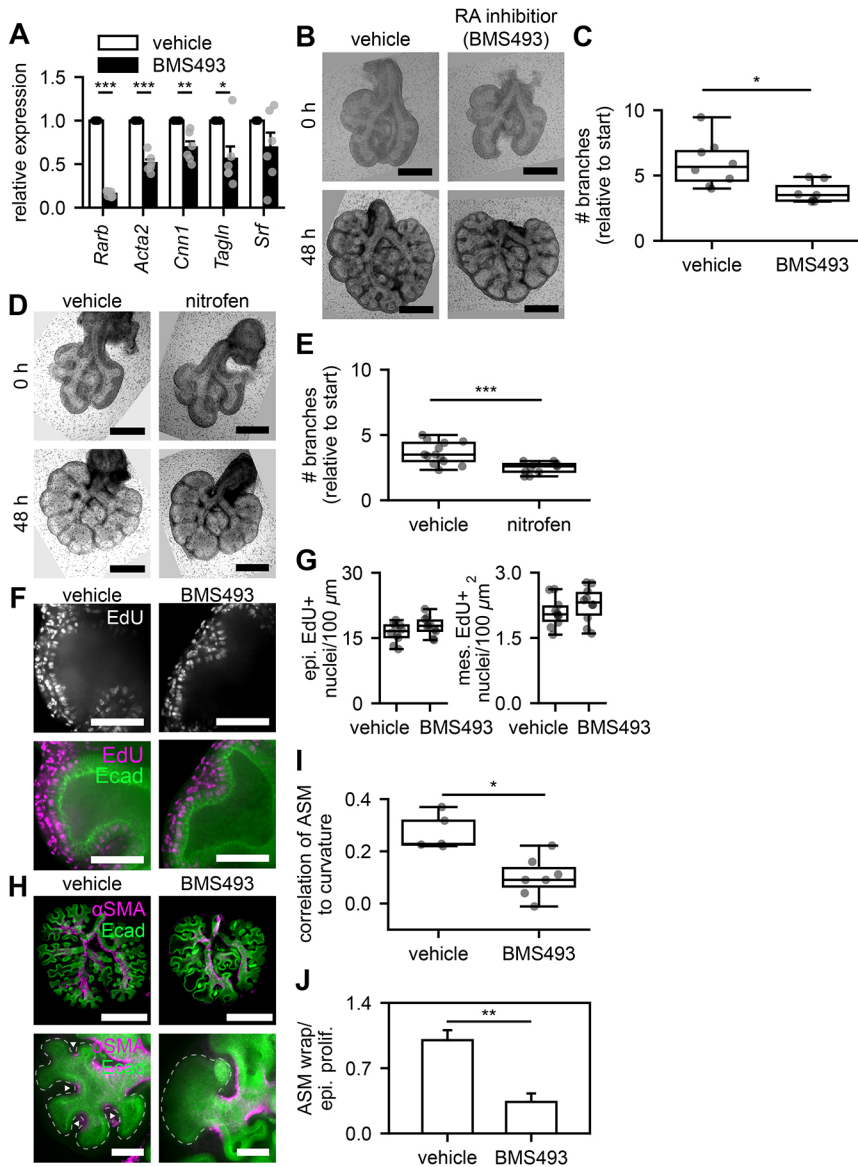 A
vehicle
BMS493
relative expression
1.5
1.0
0.5
0.0
*** *** ** *
Rarb Acta2 Cnn1 Tagln Srf
B
vehicle
RA inhibitior
(BMS493)
0 h
48 h
C
# branches
(relative to start)
10
5
0
*
vehicle BMS493
D
vehicle nitrofen
0 h
48 h
E
# branches
(relative to start)
10
5
0
***
vehicle nitrofen
F
vehicle BMS493
EdU
EdU
Ecad
G
epi. EdU+
nuclei/100 µm
30
15
0
vehicle BMS493
mes. EdU+
nuclei/100 µm2
3.0
1.5
0.0
vehicle BMS493
H
vehicle BMS493
αSMA
Ecad
αSMA
Ecad
I
correlation of ASM
to curvature
0.4
0.2
0.0
*
vehicle BMS493
J
ASM wrap/
epi. prolif.
1.4
0.7
0.0
**
vehicle BMS493